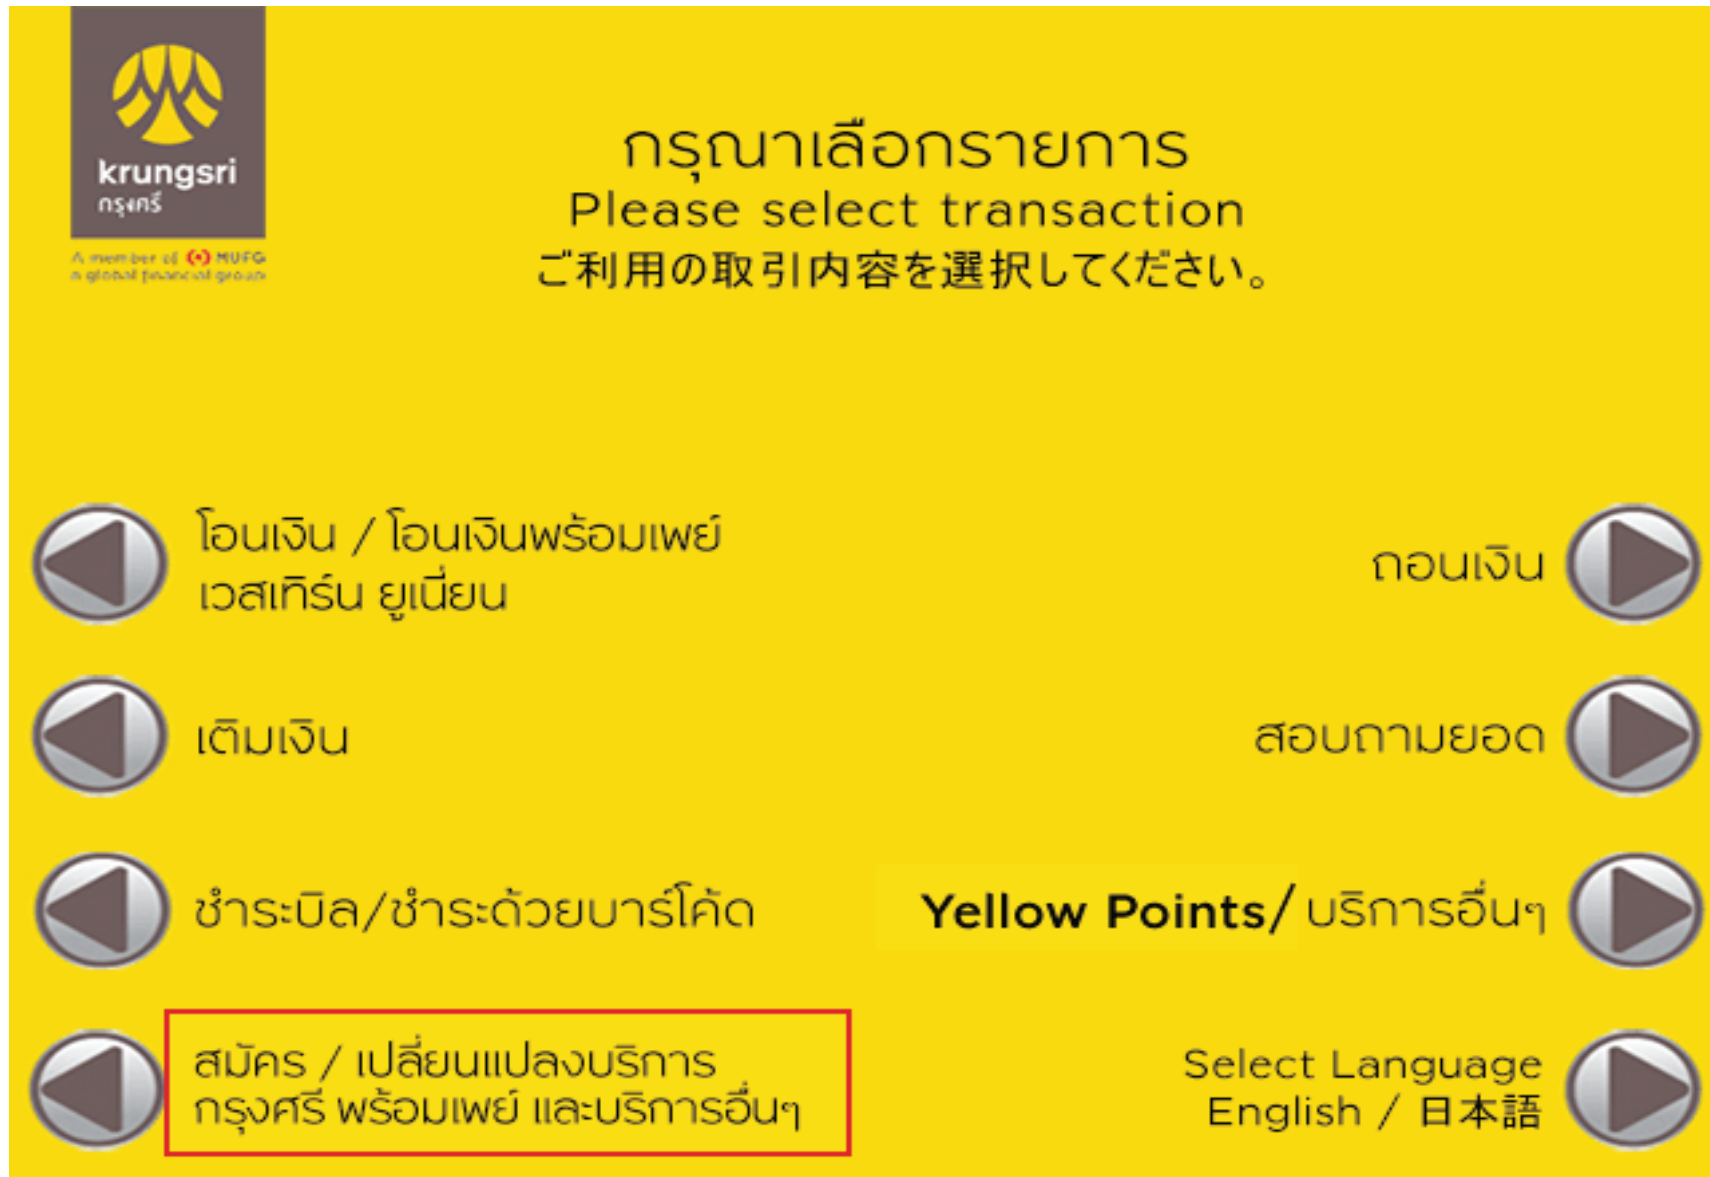 krungsri
กรุงศรี
A member of MUFG
a global financial group
กรุณาเลือกรายการ
Please select transaction
ご利用の取引内容を選択してください。
โอนเงิน / โอนเงินพร้อมเพย์
เวสเทิร์น ยูเนี่ยน
ถอนเงิน
เติมเงิน
สอบถามยอด
ชำระบิล/ชำระด้วยบาร์โค้ด
Yellow Points/บริการอื่นๆ
สมัคร / เปลี่ยนแปลงบริการ
กรุงศรี พร้อมเพย์ และบริการอื่นๆ
Select Language
English / 日本語